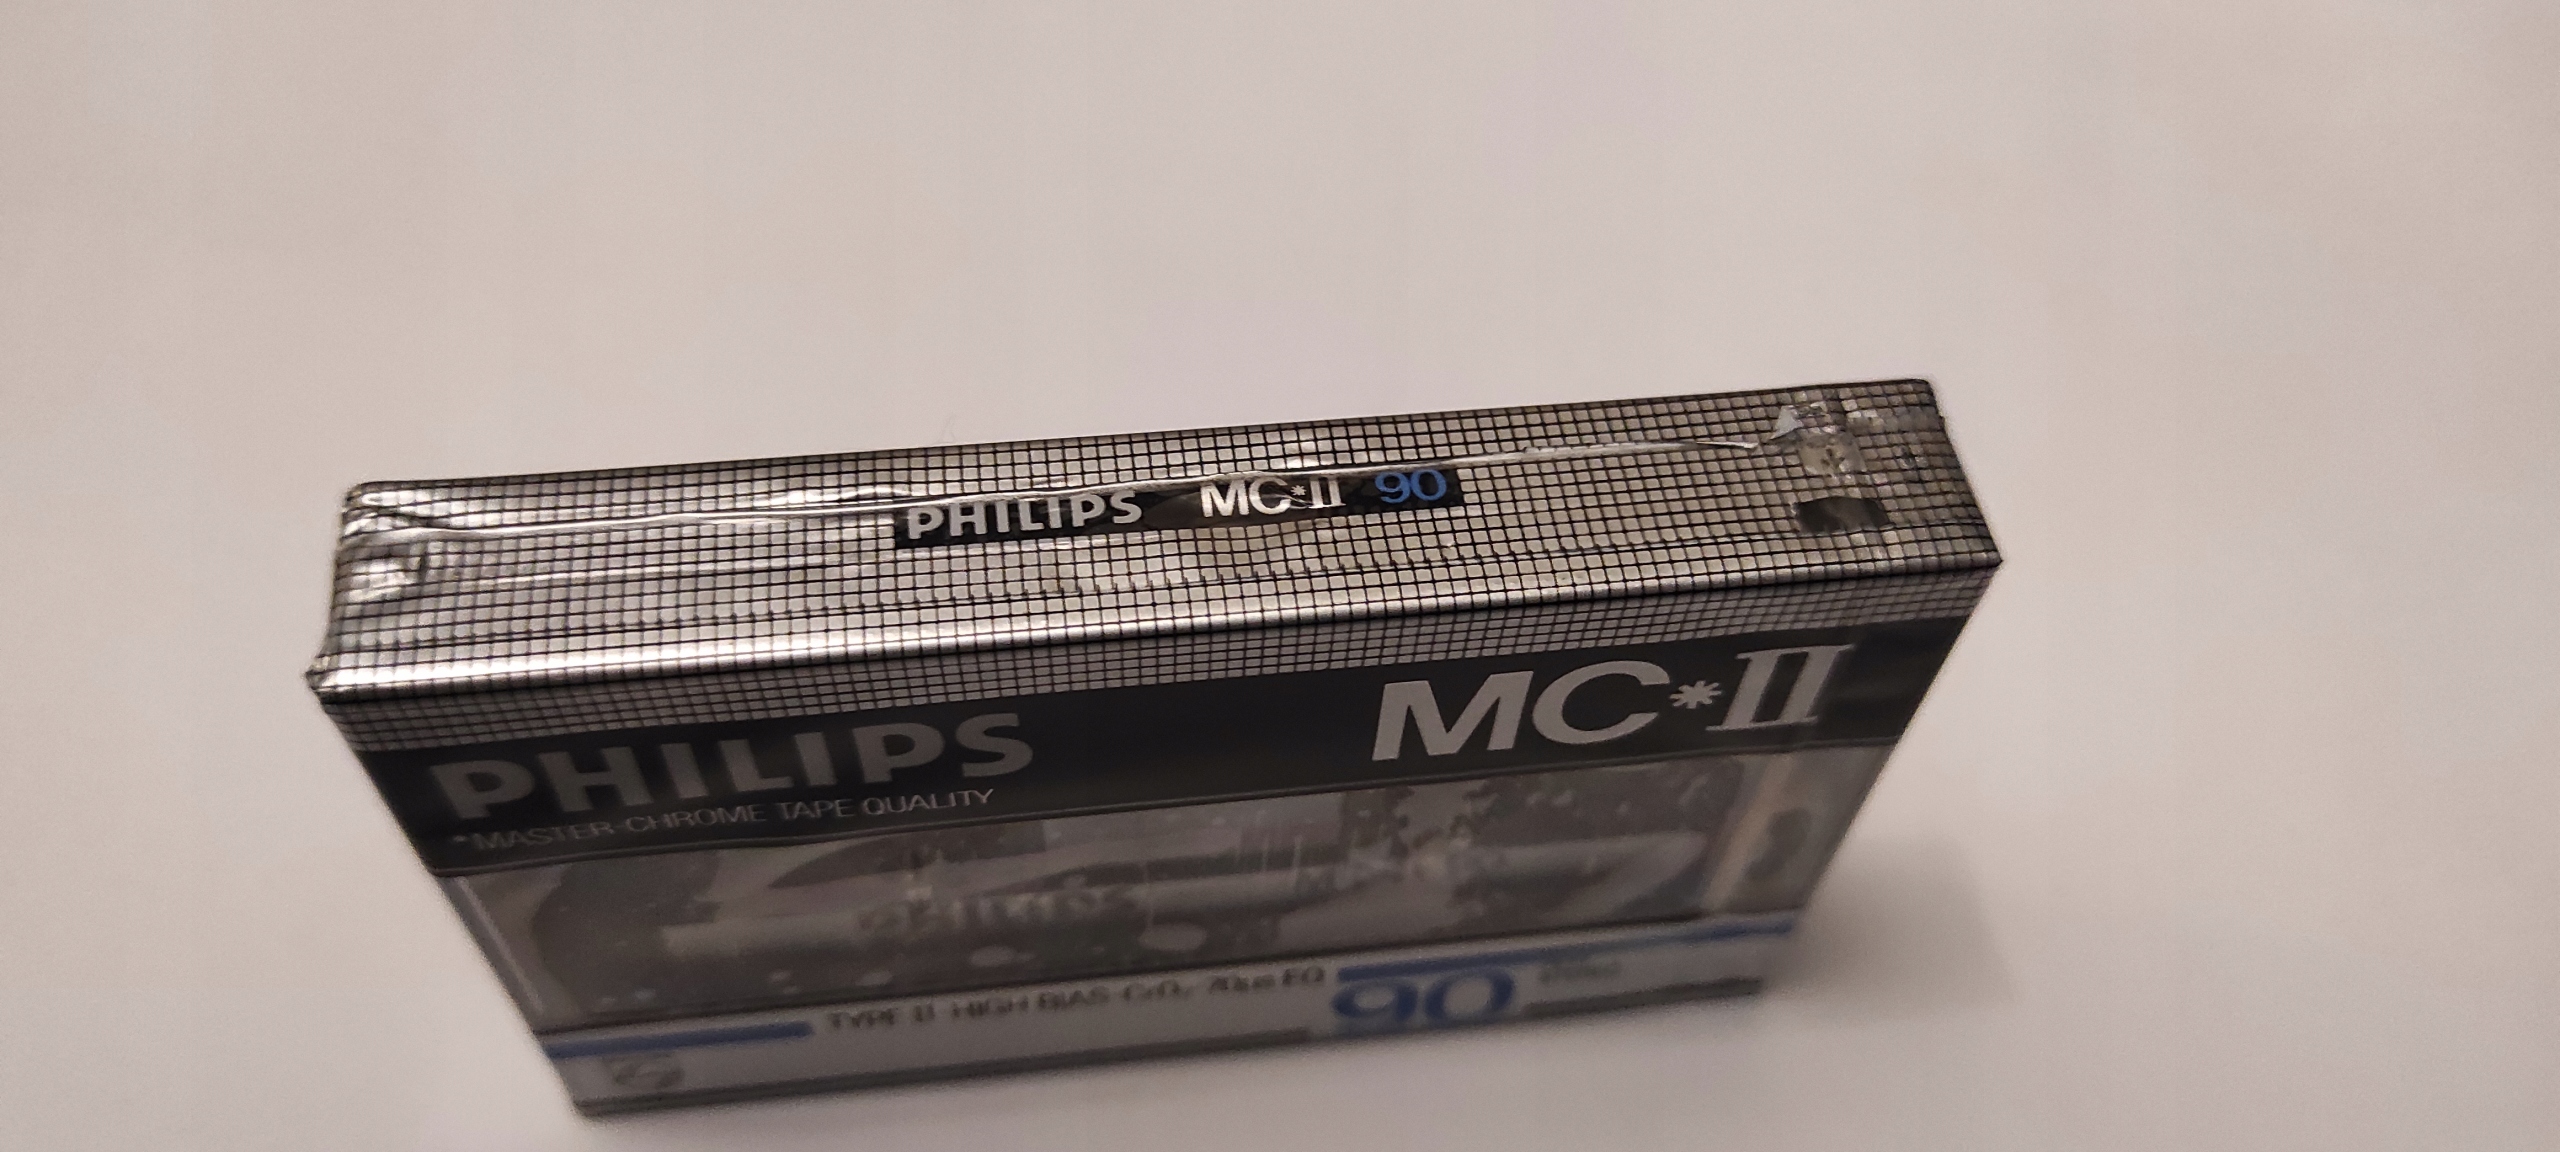 PHILIPS MC*II 90
PHILIPS MC*II
*MASTER-CHROME TAPE QUALITY
PHILIPS
TYPE II HIGH BIAS CrO₂ 70µs EQ 90